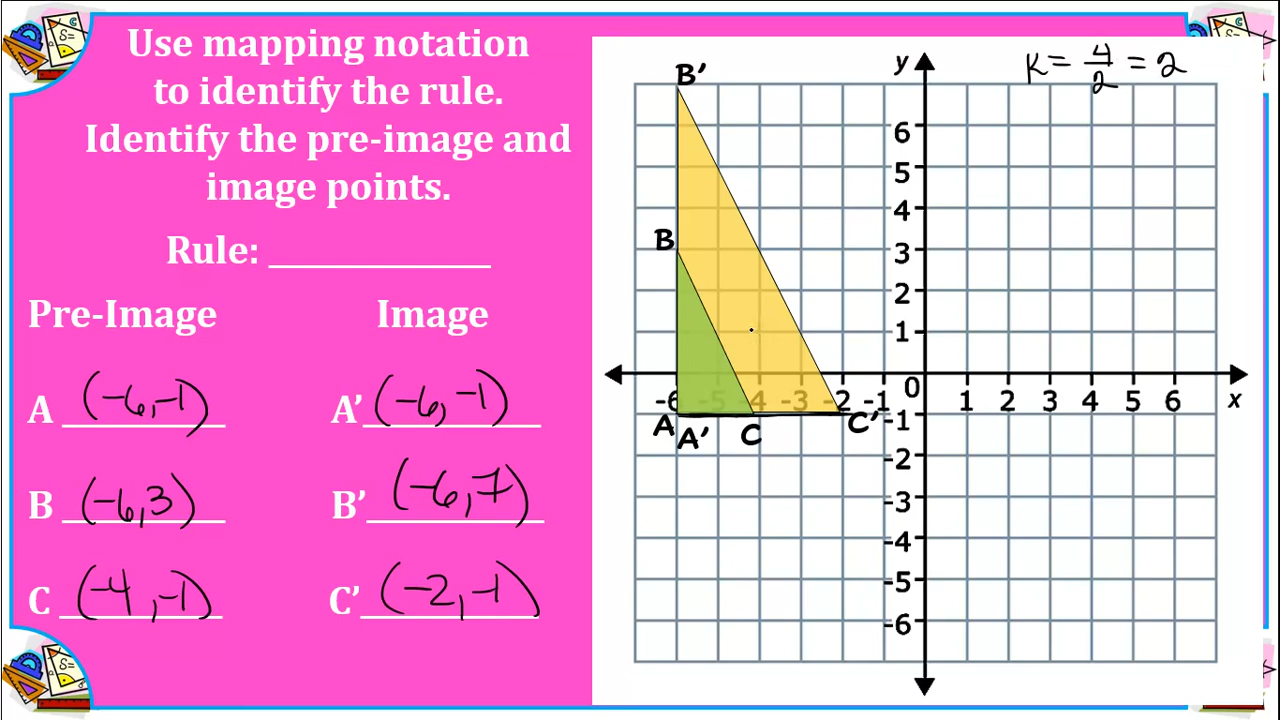 Use mapping notation
to identify the rule.
Identify the pre-image and
image points.
Rule: ____________
Pre-Image Image
A (-6,-1) A' (-6,-1)
B (-6,3) B' (-6,7)
C (-4,-1) C' (-2,-1)
K = 4/2 = 2
y
B'
6
5
4
B
3
2
1
0
-6 -5 -4 -3 -2 -1 1 2 3 4 5 6 x
A A' C C' -1
-2
-3
-4
-5
-6